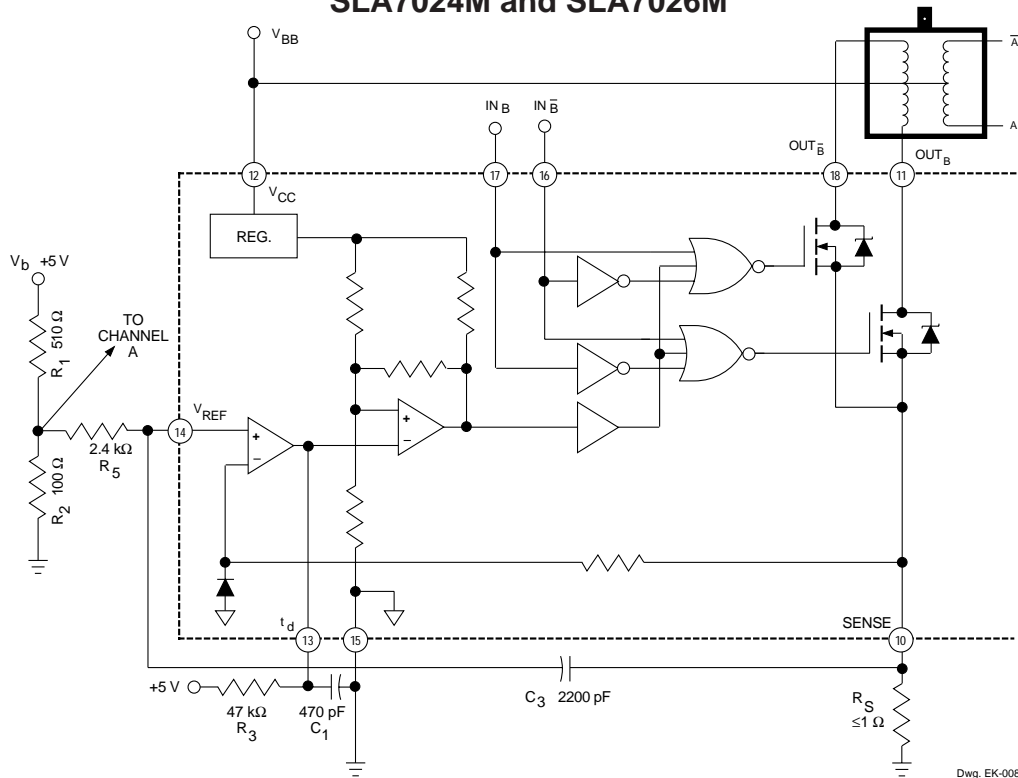 SLA7024M and SLA7026M
V_BB
A̅
A
IN_B
IN_B̅
OUT_B̅
OUT_B
12
17
16
18
11
V_CC
REG.
V_b +5 V
R_1 510 Ω
TO
CHANNEL
A
V_REF
14
2.4 kΩ
R_5
R_2 100 Ω
+
−
+
−
t_d
13
15
SENSE
10
+5 V
47 kΩ
R_3
470 pF
C_1
C_3 2200 pF
R_S
≤1 Ω
Dwg. EK-008